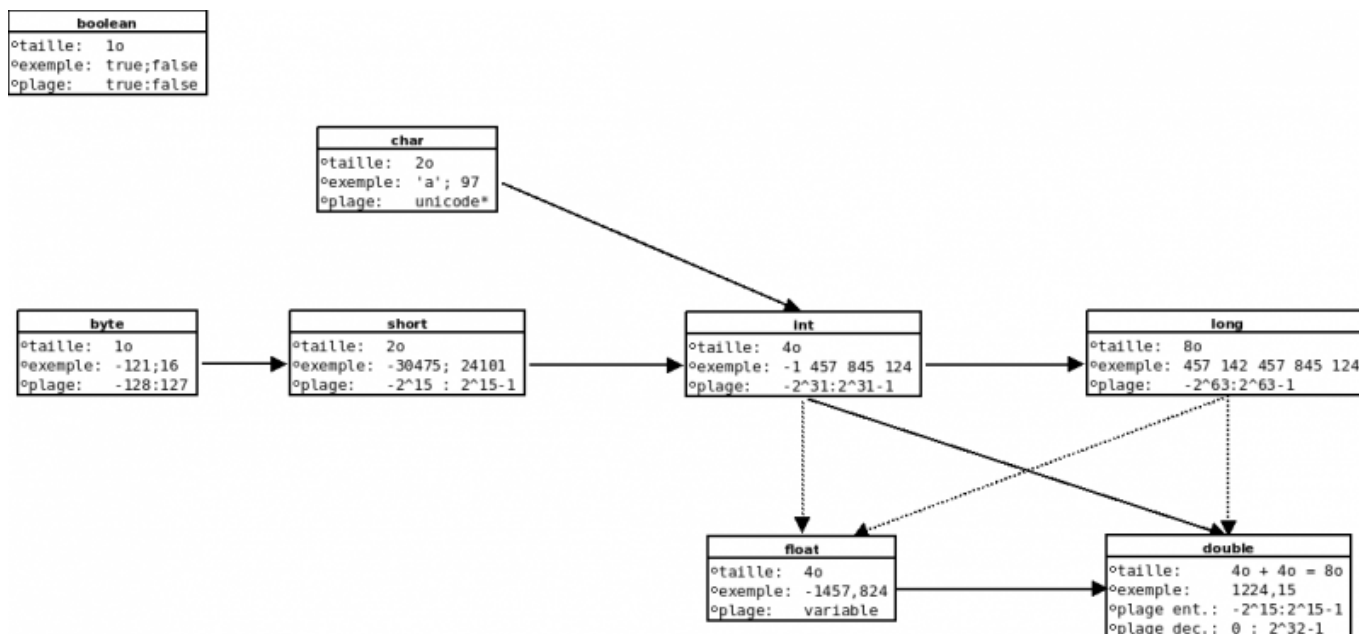 boolean
taille: 1o
exemple: true;false
plage: true:false
char
taille: 2o
exemple: 'a'; 97
plage: unicode*
byte
taille: 1o
exemple: -121;16
plage: -128:127
short
taille: 2o
exemple: -30475; 24101
plage: -2^15 : 2^15-1
int
taille: 4o
exemple: -1 457 845 124
plage: -2^31:2^31-1
long
taille: 8o
exemple: 457 142 457 845 124
plage: -2^63:2^63-1
float
taille: 4o
exemple: -1457,824
plage: variable
double
taille: 4o + 4o = 8o
exemple: 1224,15
plage ent.: -2^15:2^15-1
plage dec.: 0 : 2^32-1